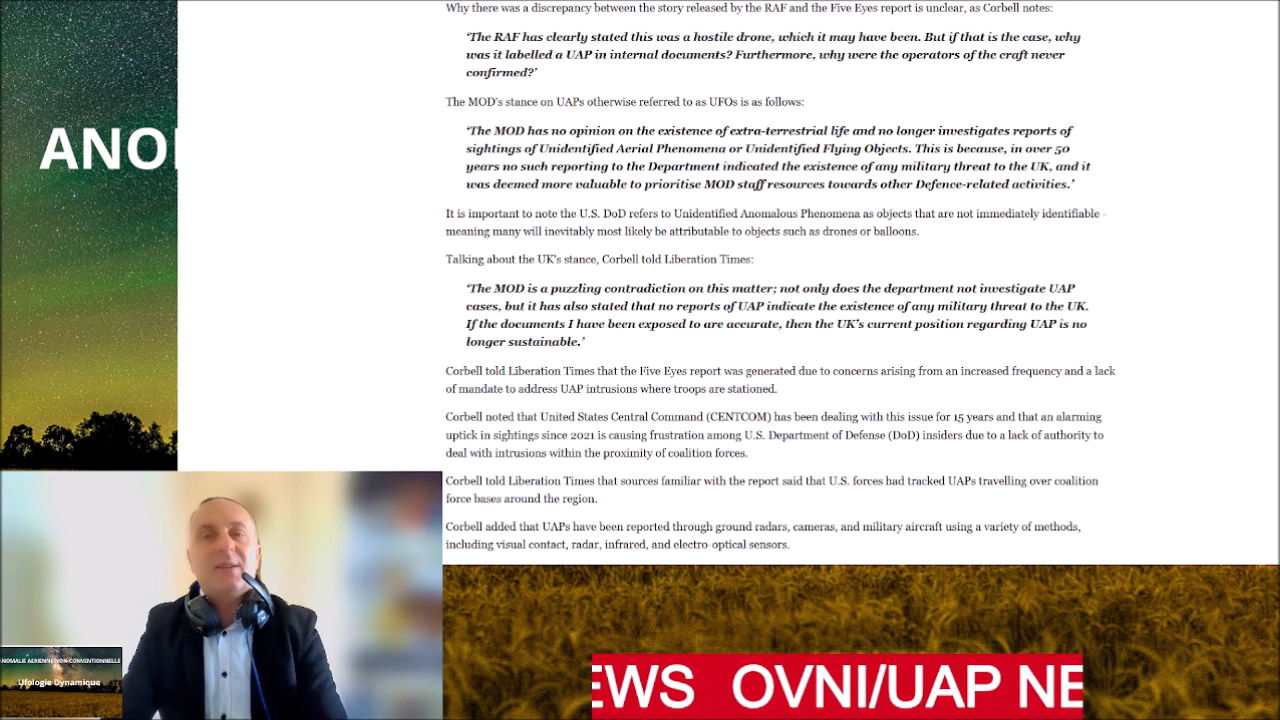 Why there was a discrepancy between the story released by the RAF and the Five Eyes report is unclear, as Corbell notes:
'The RAF has clearly stated this was a hostile drone, which it may have been. But if that is the case, why
was it labelled a UAP in internal documents? Furthermore, why were the operators of the craft never
confirmed?'
The MOD's stance on UAPs otherwise referred to as UFOs is as follows:
'The MOD has no opinion on the existence of extra-terrestrial life and no longer investigates reports of
sightings of Unidentified Aerial Phenomena or Unidentified Flying Objects. This is because, in over 50
years no such reporting to the Department indicated the existence of any military threat to the UK, and it
was deemed more valuable to prioritise MOD staff resources towards other Defence-related activities.'
It is important to note the U.S. DoD refers to Unidentified Anomalous Phenomena as objects that are not immediately identifiable -
meaning many will inevitably most likely be attributable to objects such as drones or balloons.
Talking about the UK's stance, Corbell told Liberation Times:
'The MOD is a puzzling contradiction on this matter; not only does the department not investigate UAP
cases, but it has also stated that no reports of UAP indicate the existence of any military threat to the UK.
If the documents I have been exposed to are accurate, then the UK's current position regarding UAP is no
longer sustainable.'
Corbell told Liberation Times that the Five Eyes report was generated due to concerns arising from an increased frequency and a lack
of mandate to address UAP intrusions where troops are stationed.
Corbell noted that United States Central Command (CENTCOM) has been dealing with this issue for 15 years and that an alarming
uptick in sightings since 2021 is causing frustration among U.S. Department of Defense (DoD) insiders due to a lack of authority to
deal with intrusions within the proximity of coalition forces.
Corbell told Liberation Times that sources familiar with the report said that U.S. forces had tracked UAPs travelling over coalition
force bases around the region.
Corbell added that UAPs have been reported through ground radars, cameras, and military aircraft using a variety of methods,
including visual contact, radar, infrared, and electro-optical sensors.
ANO
ANOMALIE AERIENNE NON-CONVENTIONNELLE
Ufologie Dynamique
EWS OVNI/UAP NE